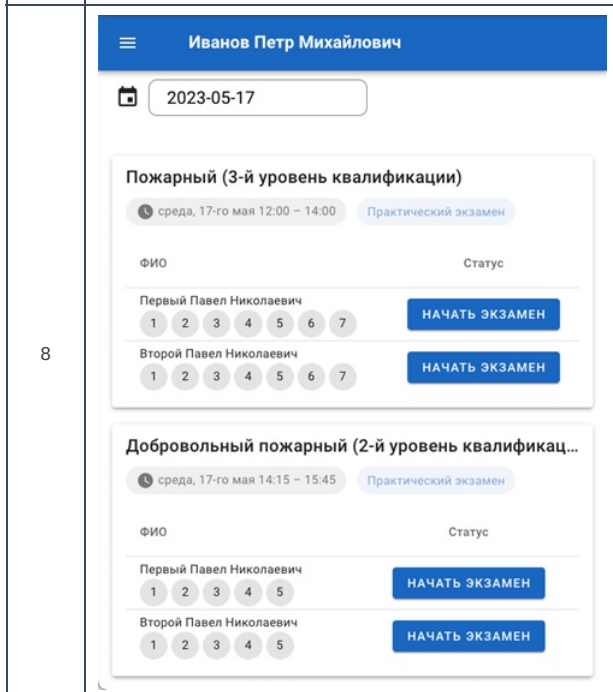 8
Иванов Петр Михайлович
2023-05-17
Пожарный (3-й уровень квалификации)
среда, 17-го мая 12:00 – 14:00 Практический экзамен
ФИО Статус
Первый Павел Николаевич
1 2 3 4 5 6 7 НАЧАТЬ ЭКЗАМЕН
Второй Павел Николаевич
1 2 3 4 5 6 7 НАЧАТЬ ЭКЗАМЕН
Добровольный пожарный (2-й уровень квалификац...
среда, 17-го мая 14:15 – 15:45 Практический экзамен
ФИО Статус
Первый Павел Николаевич
1 2 3 4 5 НАЧАТЬ ЭКЗАМЕН
Второй Павел Николаевич
1 2 3 4 5 НАЧАТЬ ЭКЗАМЕН